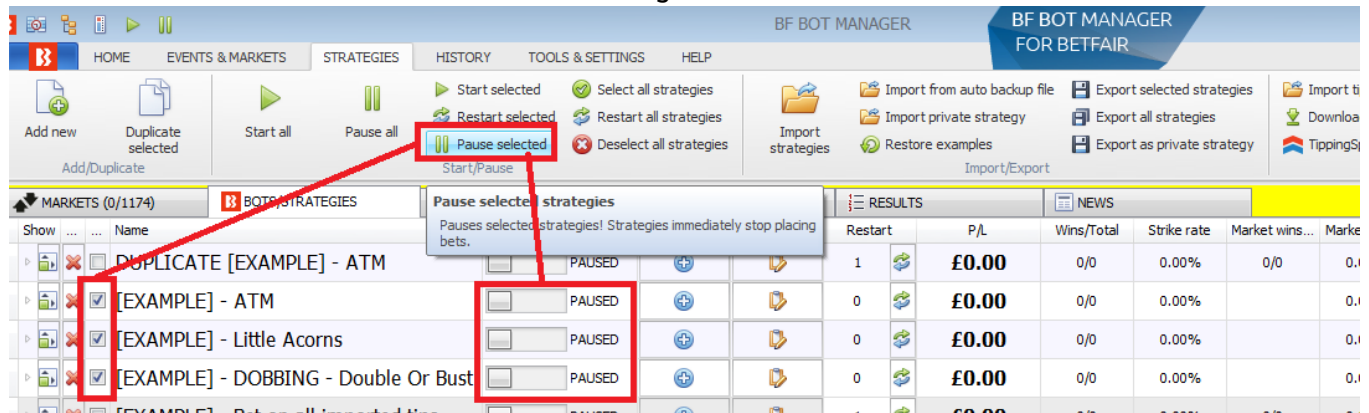 BF BOT MANAGER
BF BOT MANAGER
FOR BETFAIR
HOME EVENTS & MARKETS STRATEGIES HISTORY TOOLS & SETTINGS HELP
Start selected Select all strategies Import from auto backup file Export selected strategies Import
Restart selected Restart all strategies Import private strategy Export all strategies
Add new Duplicate selected Start all Pause all Pause selected Deselect all strategies Import strategies Restore examples Export as private strategy
Add/Duplicate Start/Pause Import/Export
MARKETS (0/1174) BOTS/STRATEGIES RESULTS NEWS
Pause selected strategies
Pauses selected strategies! Strategies immediately stop placing
bets.
Show ... ... Name Restart P/L Wins/Total Strike rate Market wins...
DUPLICATE [EXAMPLE] - ATM PAUSED 1 £0.00 0/0 0.00% 0/0
[EXAMPLE] - ATM PAUSED 0 £0.00 0/0 0.00%
[EXAMPLE] - Little Acorns PAUSED 0 £0.00 0/0 0.00%
[EXAMPLE] - DOBBING - Double Or Bust PAUSED 0 £0.00 0/0 0.00%